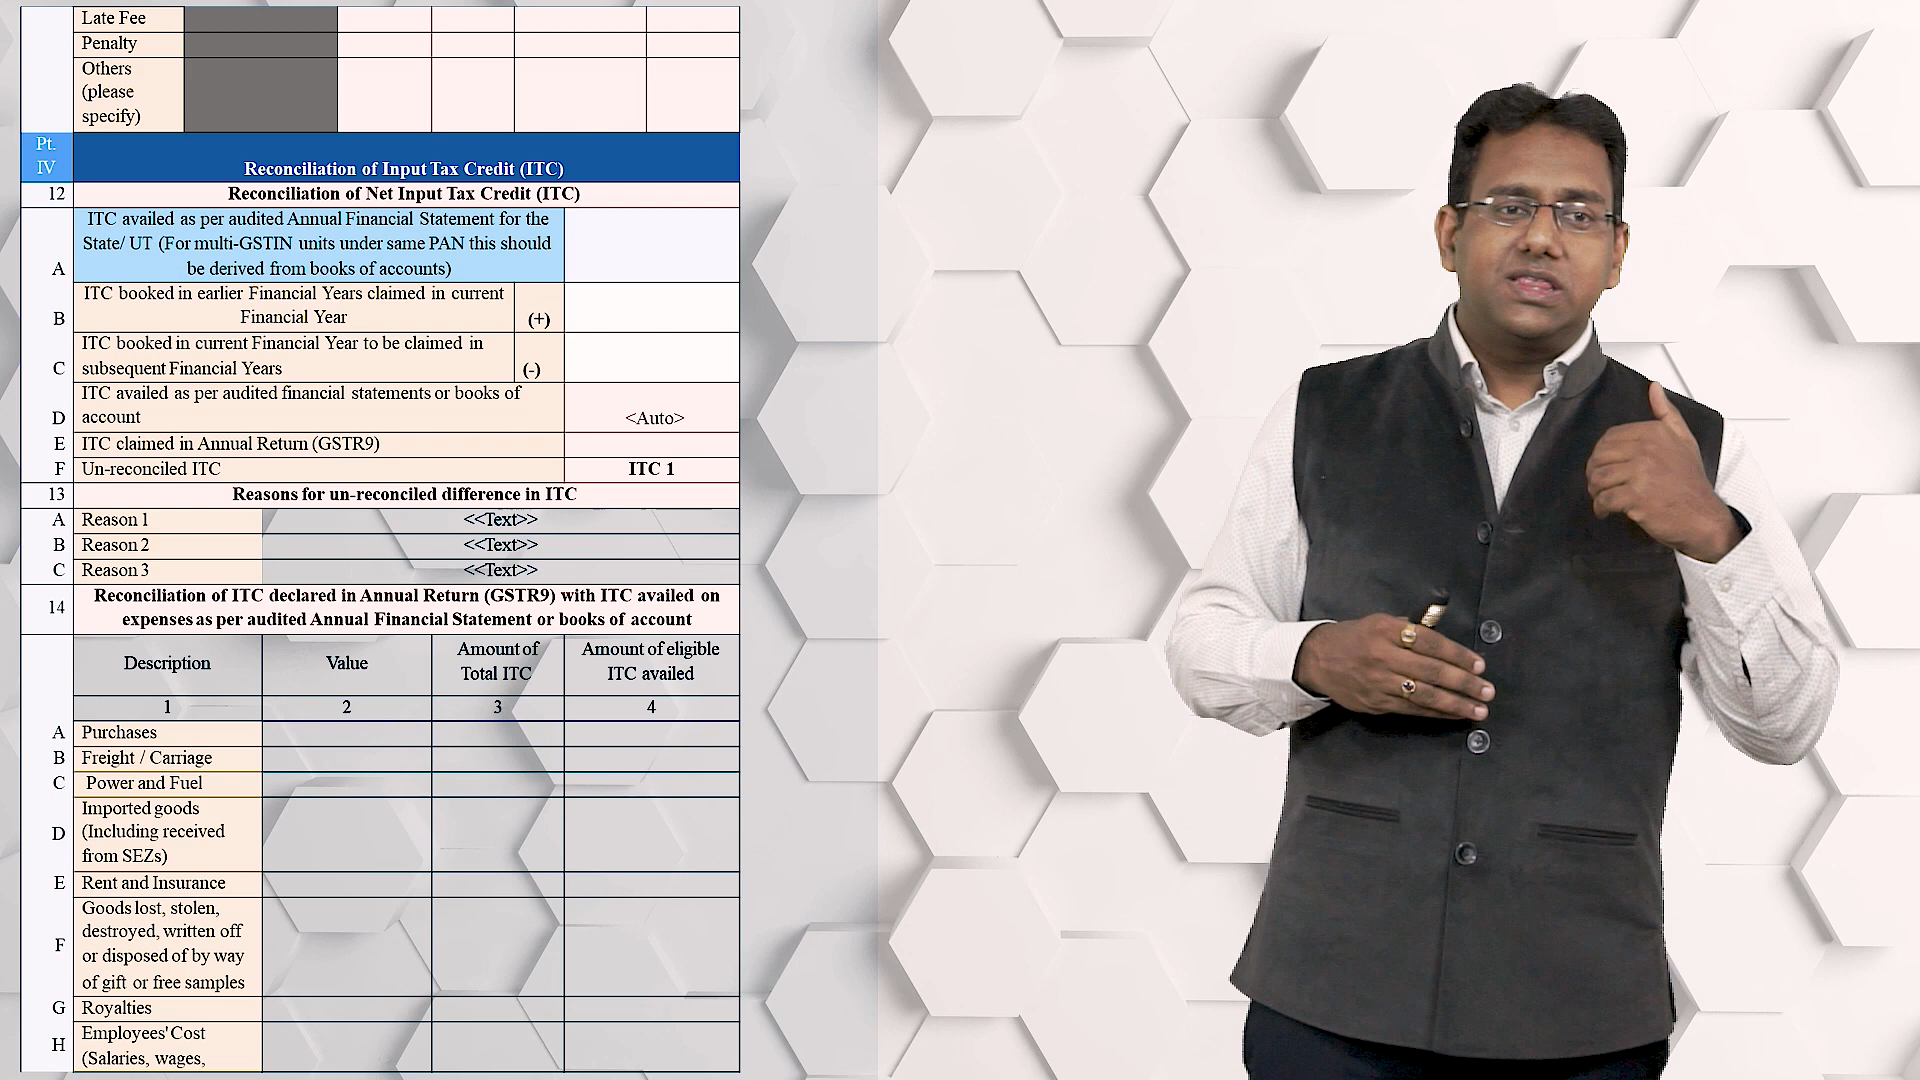 Late Fee
Penalty
Others
(please
specify)
Pt.
IV
Reconciliation of Input Tax Credit (ITC)
12 Reconciliation of Net Input Tax Credit (ITC)
ITC availed as per audited Annual Financial Statement for the
State/ UT (For multi-GSTIN units under same PAN this should
A be derived from books of accounts)
ITC booked in earlier Financial Years claimed in current
B Financial Year (+)
ITC booked in current Financial Year to be claimed in
C subsequent Financial Years (-)
ITC availed as per audited financial statements or books of
D account <Auto>
E ITC claimed in Annual Return (GSTR9)
F Un-reconciled ITC ITC 1
13 Reasons for un-reconciled difference in ITC
A Reason 1 <<Text>>
B Reason 2 <<Text>>
C Reason 3 <<Text>>
14 Reconciliation of ITC declared in Annual Return (GSTR9) with ITC availed on
expenses as per audited Annual Financial Statement or books of account
Description Value Amount of Total ITC Amount of eligible ITC availed
1 2 3 4
A Purchases
B Freight / Carriage
C Power and Fuel
Imported goods
D (Including received
from SEZs)
E Rent and Insurance
Goods lost, stolen,
destroyed, written off
F or disposed of by way
of gift or free samples
G Royalties
H Employees' Cost
(Salaries, wages,